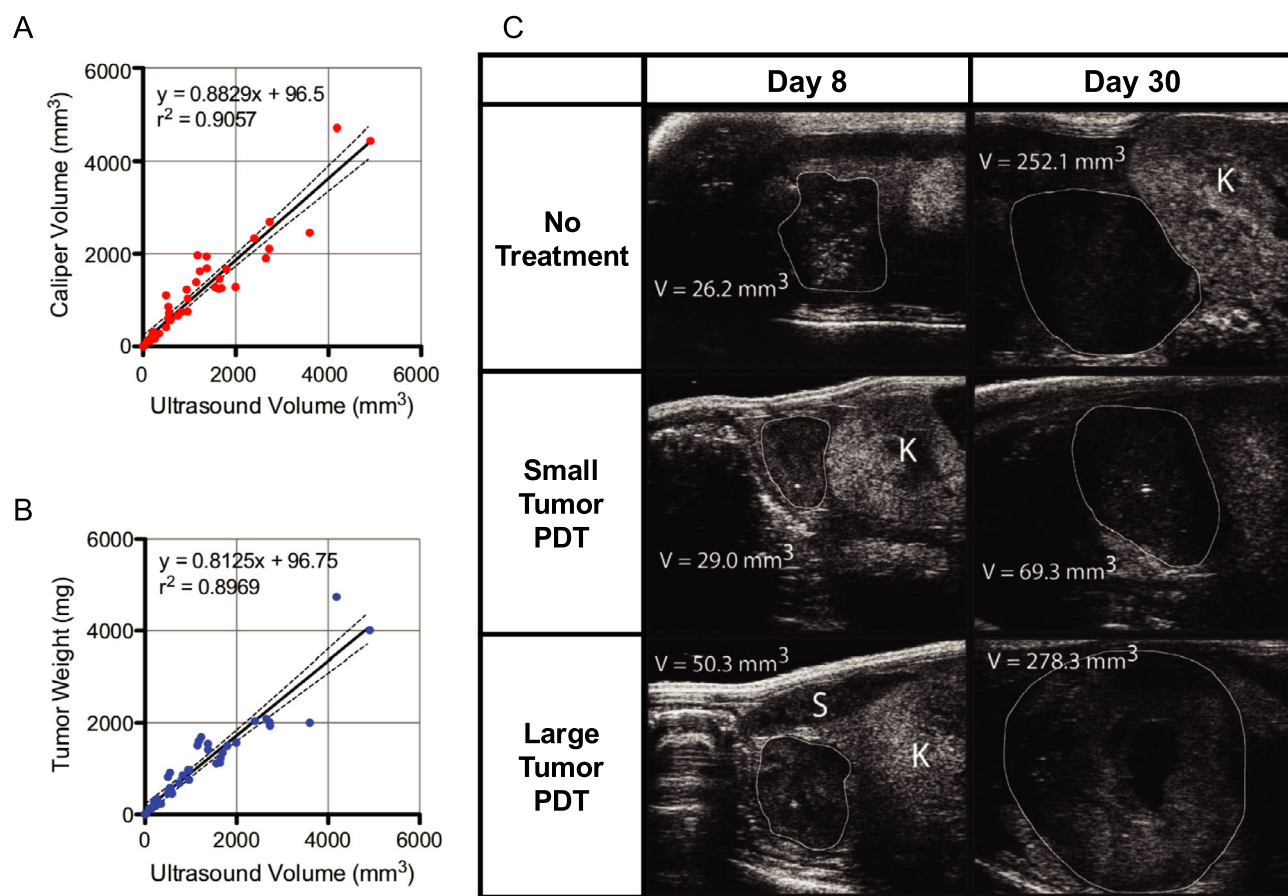 A
6000
4000
2000
0
y = 0.8829x + 96.5
r² = 0.9057
Caliper Volume (mm³)
0 2000 4000 6000
Ultrasound Volume (mm³)
B
6000
4000
2000
0
y = 0.8125x + 96.75
r² = 0.8969
Tumor Weight (mg)
0 2000 4000 6000
Ultrasound Volume (mm³)
C
Day 8 Day 30
No
Treatment
V = 26.2 mm³
V = 252.1 mm³
K
Small
Tumor
PDT
K
V = 29.0 mm³
V = 69.3 mm³
Large
Tumor
PDT
V = 50.3 mm³
S
K
V = 278.3 mm³